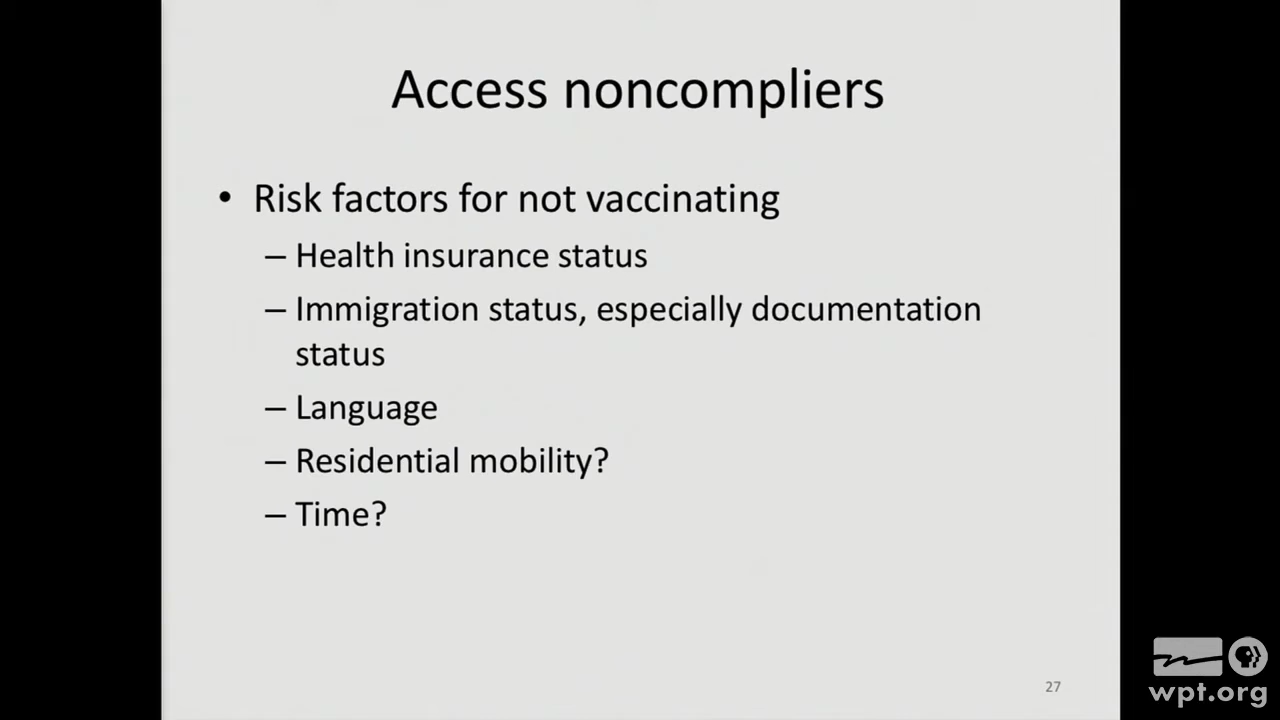 Access noncompliers
• Risk factors for not vaccinating
– Health insurance status
– Immigration status, especially documentation
status
– Language
– Residential mobility?
– Time?
27
wpt.org